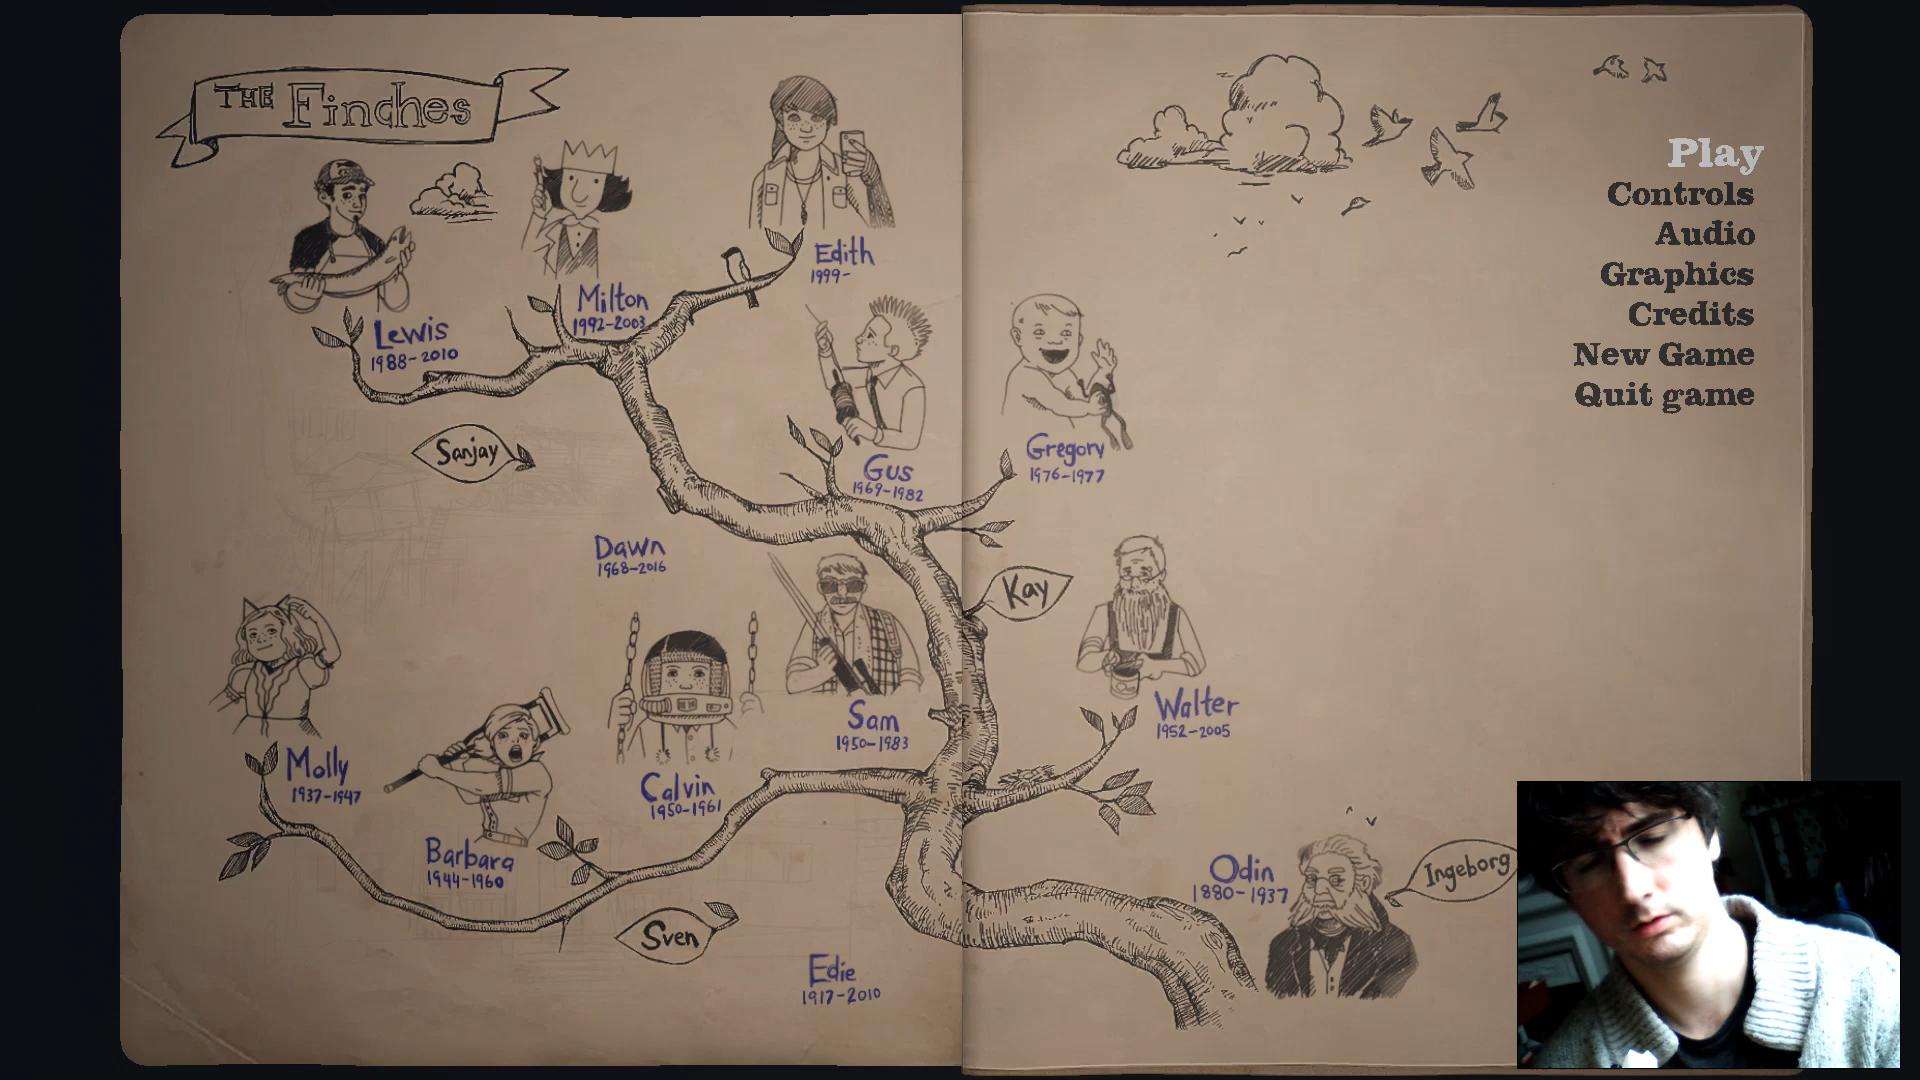 THE Finches
Edith
1999-
Milton
1992-2003
Lewis
1988-2010
Gus
1969-1982
Gregory
1976-1977
Sanjay
Dawn
1968-2016
Kay
Sam
1950-1983
Walter
1952-2005
Molly
1937-1947
Calvin
1950-1961
Barbara
1944-1960
Sven
Odin
1880-1937
Ingeborg
Edie
1917-2010
Play
Controls
Audio
Graphics
Credits
New Game
Quit game